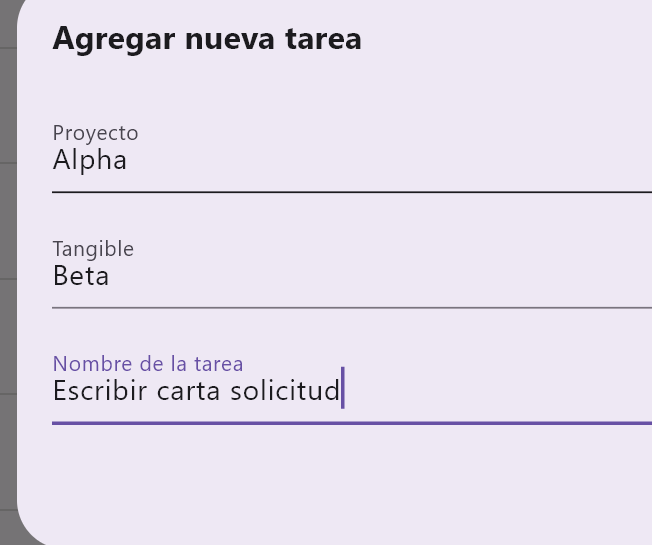 Agregar nueva tarea
Proyecto
Alpha
Tangible
Beta
Nombre de la tarea
Escribir carta solicitud